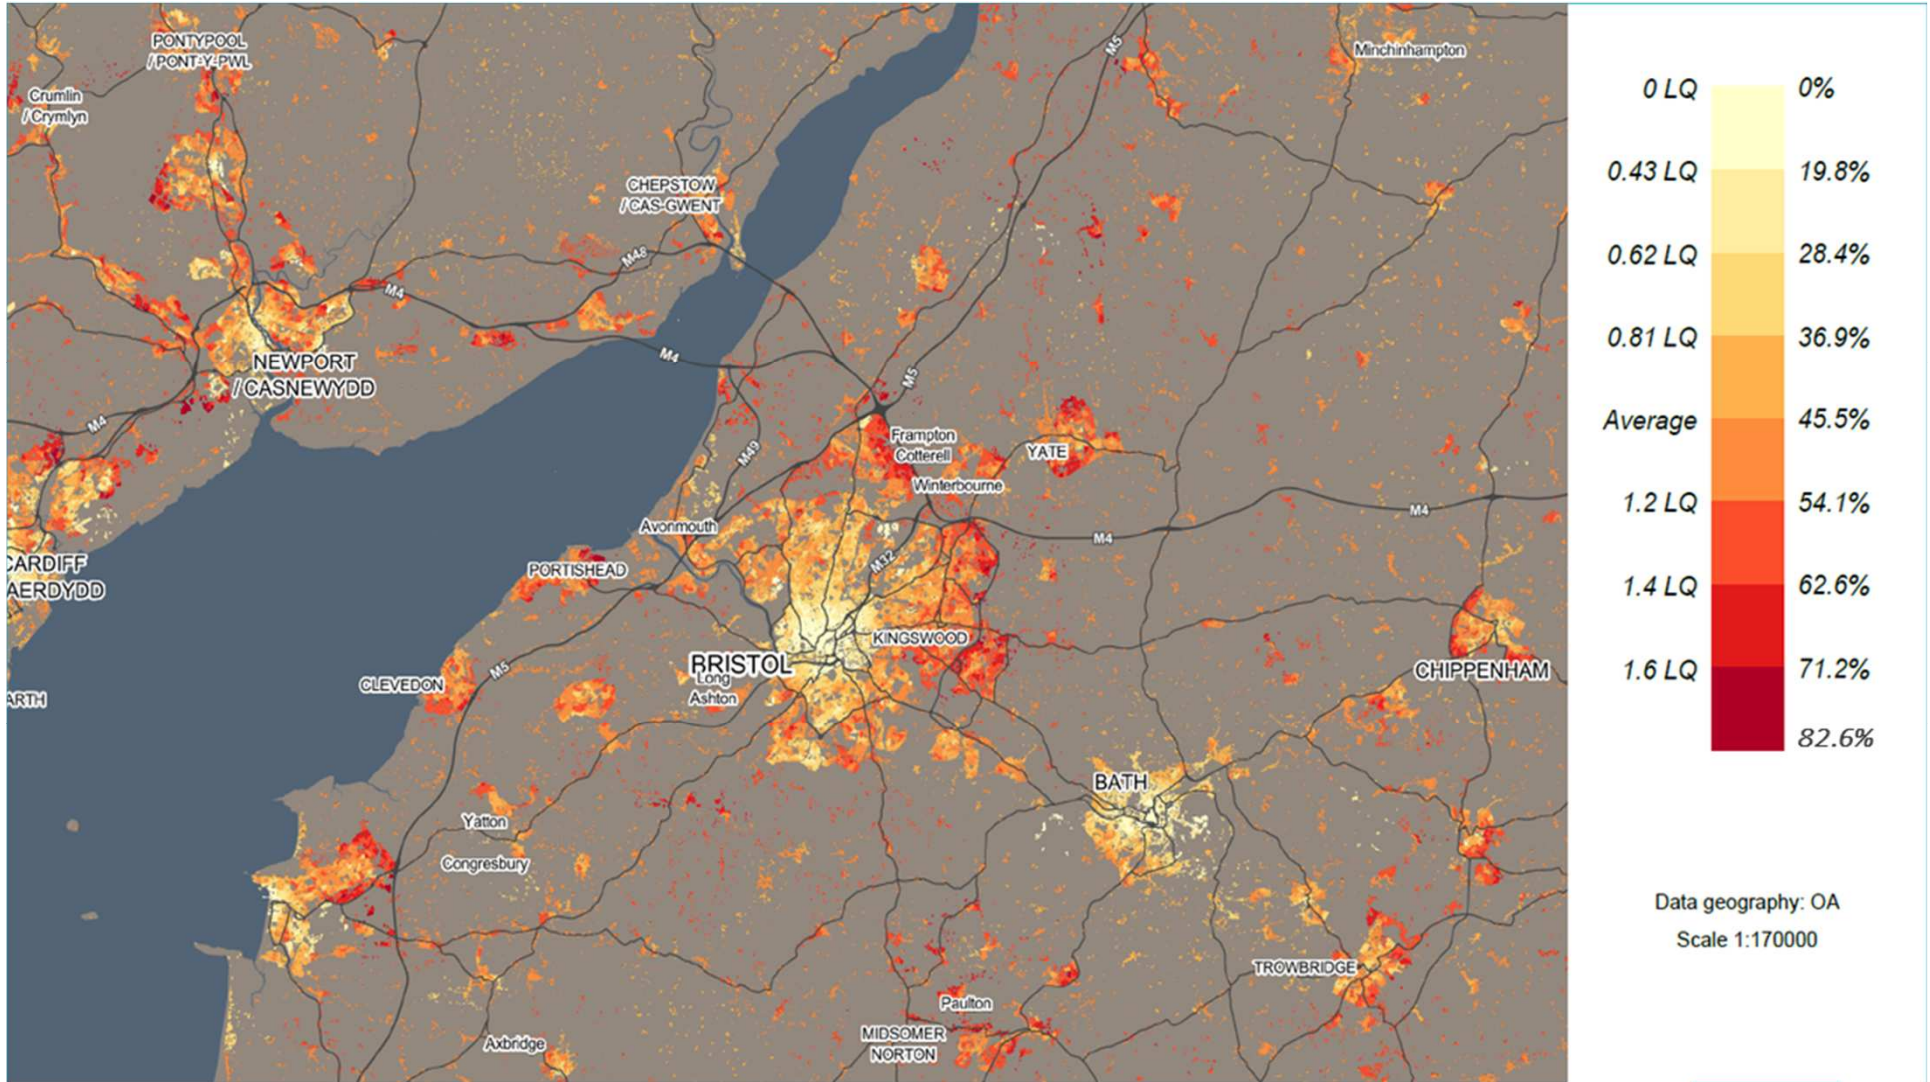 PONTYPOOL
/ PONT-Y-PWL
Crumlin
/ Crymlyn
M5
Minchinhampton
CHEPSTOW
/ CAS-GWENT
M48
M4
NEWPORT
/ CASNEWYDD
M4
M5
M4
Frampton
Cotterell
YATE
M49
Winterbourne
M4
Avonmouth
M4
CARDIFF
AERDYDD
PORTISHEAD
M32
KINGSWOOD
BRISTOL
Long
Ashton
M5
CLEVEDON
ARTH
CHIPPENHAM
BATH
Yatton
Congresbury
TROWBRIDGE
Paulton
MIDSOMER
NORTON
Axbridge
0 LQ 0%
0.43 LQ 19.8%
0.62 LQ 28.4%
0.81 LQ 36.9%
Average 45.5%
1.2 LQ 54.1%
1.4 LQ 62.6%
1.6 LQ 71.2%
82.6%
Data geography: OA
Scale 1:170000